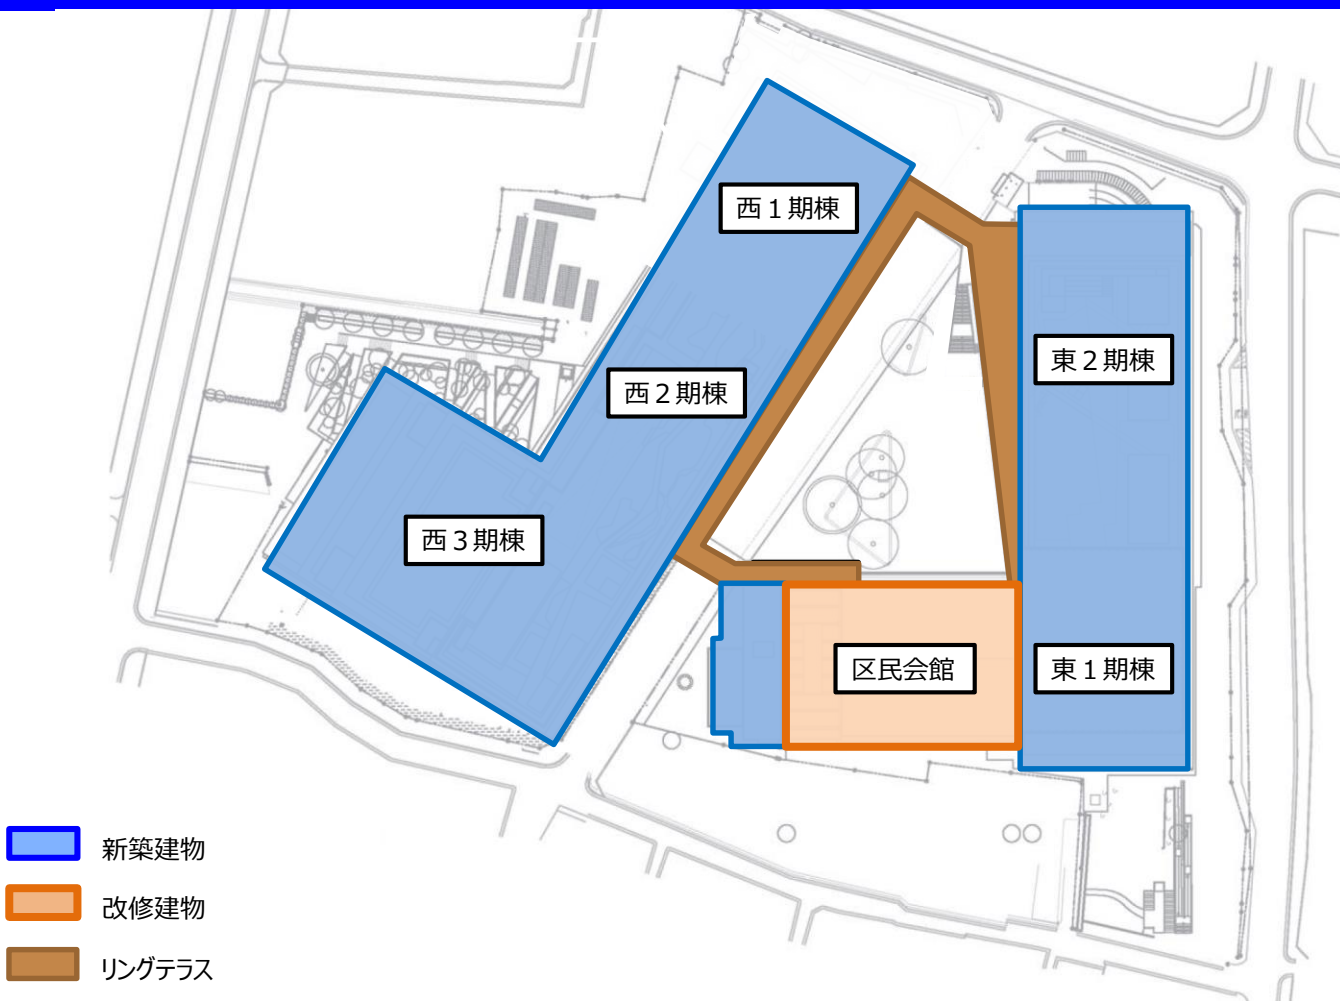 西１期棟
東２期棟
西２期棟
西３期棟
区民会館
東１期棟
新築建物
改修建物
リングテラス